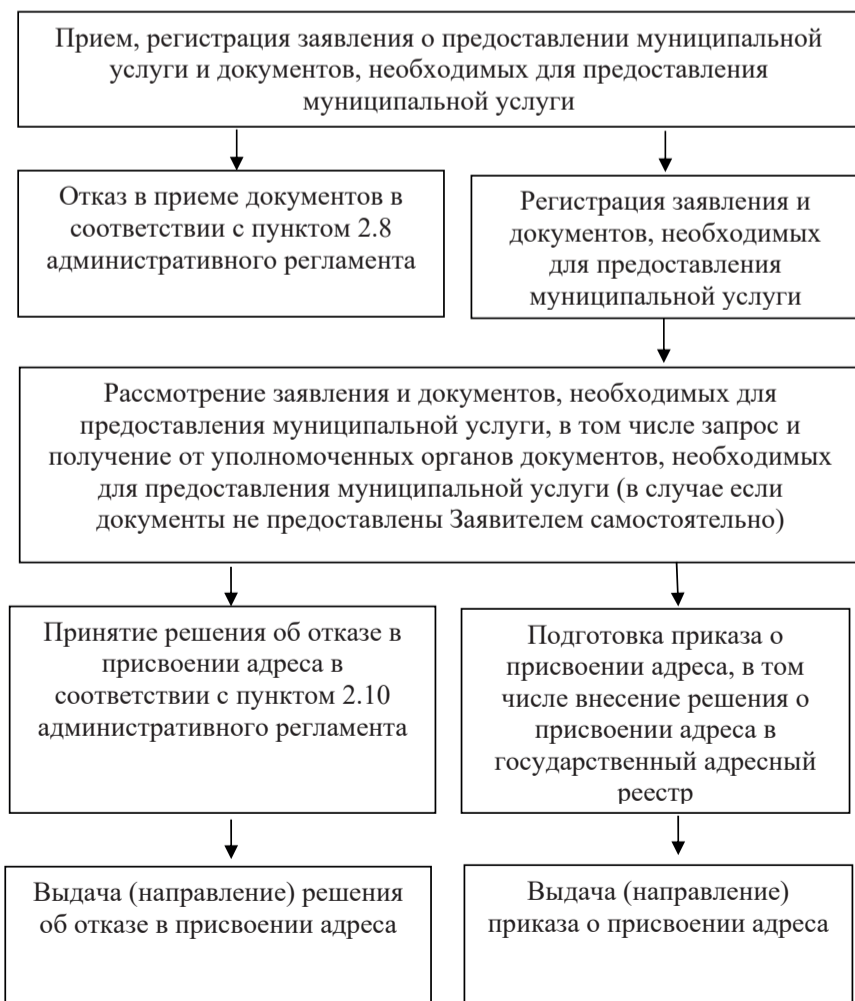 Прием, регистрация заявления о предоставлении муниципальной
услуги и документов, необходимых для предоставления
муниципальной услуги
Отказ в приеме документов в
соответствии с пунктом 2.8
административного регламента
Регистрация заявления и
документов, необходимых
для предоставления
муниципальной услуги
Рассмотрение заявления и документов, необходимых для
предоставления муниципальной услуги, в том числе запрос и
получение от уполномоченных органов документов, необходимых
для предоставления муниципальной услуги (в случае если
документы не предоставлены Заявителем самостоятельно)
Принятие решения об отказе в
присвоении адреса в
соответствии с пунктом 2.10
административного регламента
Подготовка приказа о
присвоении адреса, в том
числе внесение решения о
присвоении адреса в
государственный адресный
реестр
Выдача (направление) решения
об отказе в присвоении адреса
Выдача (направление)
приказа о присвоении адреса